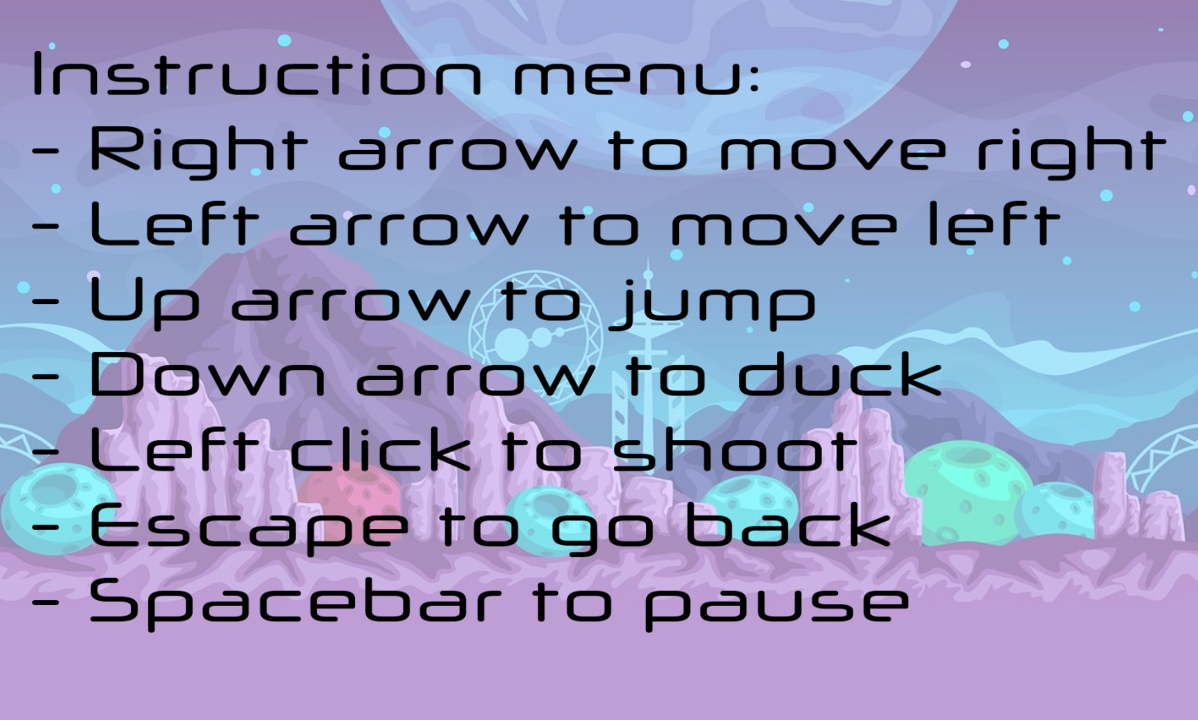 Instruction menu:
- Right arrow to move right
- Left arrow to move left
- Up arrow to jump
- Down arrow to duck
- Left click to shoot
- Escape to go back
- Spacebar to pause